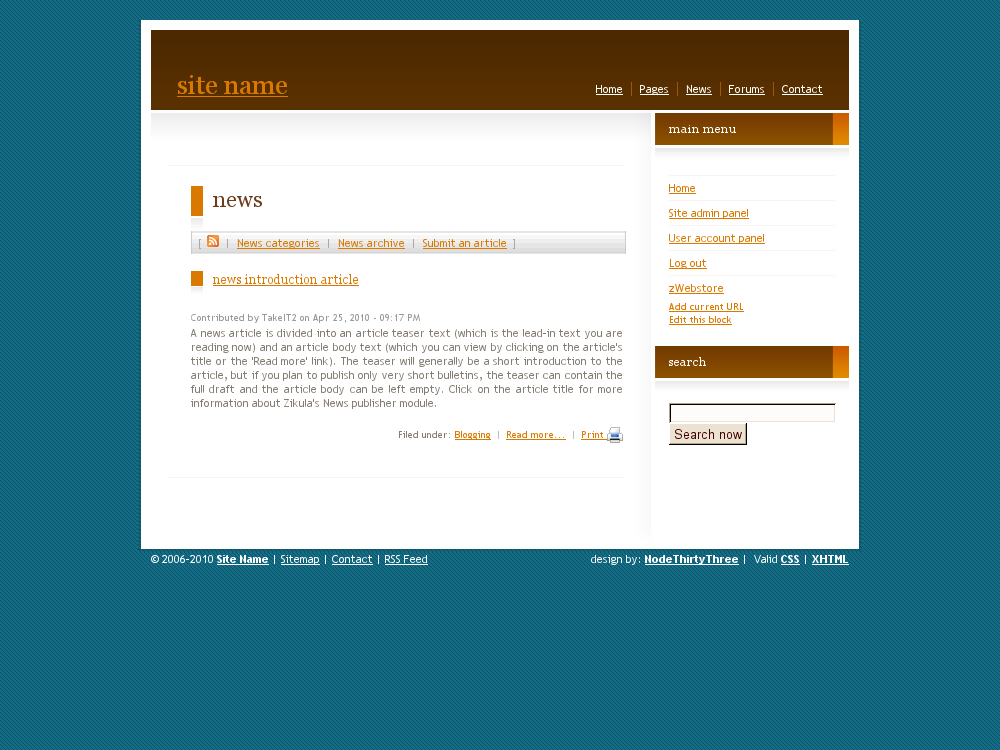 site name
Home | Pages | News | Forums | Contact
main menu
Home
Site admin panel
User account panel
Log out
zWebstore
Add current URL
Edit this block
search
Search now
news
[ | News categories | News archive | Submit an article ]
news introduction article
Contributed by TakeIT2 on Apr 25, 2010 - 09:17 PM
A news article is divided into an article teaser text (which is the lead-in text you are
reading now) and an article body text (which you can view by clicking on the article's
title or the 'Read more' link). The teaser will generally be a short introduction to the
article, but if you plan to publish only very short bulletins, the teaser can contain the
full draft and the article body can be left empty. Click on the article title for more
information about Zikula's News publisher module.
Filed under: Blogging | Read more... | Print
© 2006-2010 Site Name | Sitemap | Contact | RSS Feed
design by: NodeThirtyThree | Valid CSS | XHTML